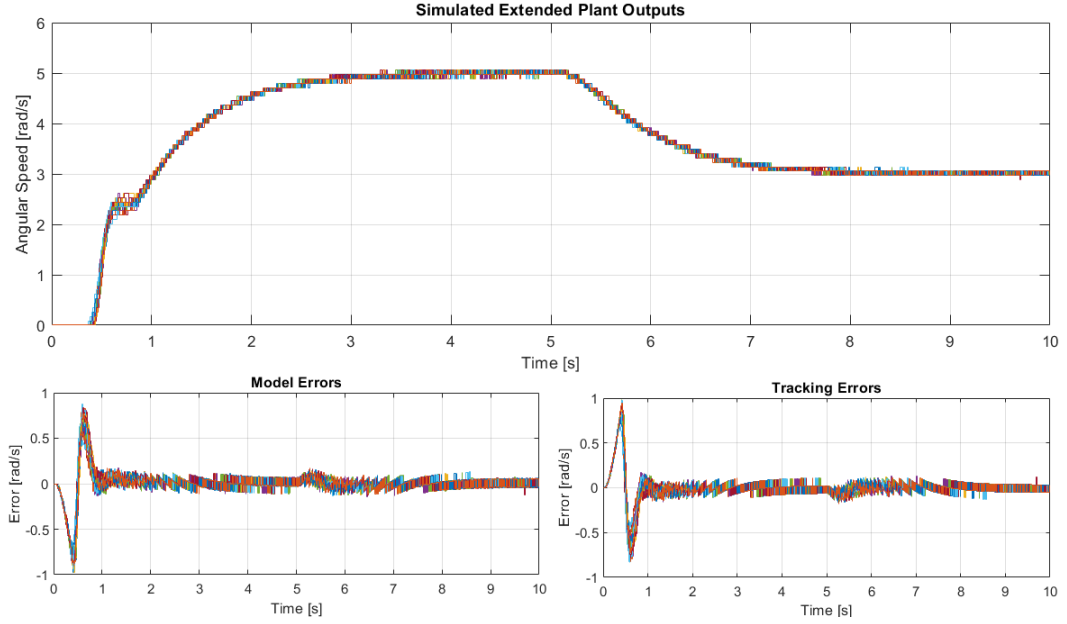 Simulated Extended Plant Outputs
Angular Speed [rad/s]
6
5
4
3
2
1
0
0 1 2 3 4 5 6 7 8 9 10
Time [s]
Model Errors
Error [rad/s]
1
0.5
0
-0.5
-1
0 1 2 3 4 5 6 7 8 9 10
Time [s]
Tracking Errors
Error [rad/s]
1
0.5
0
-0.5
-1
0 1 2 3 4 5 6 7 8 9 10
Time [s]